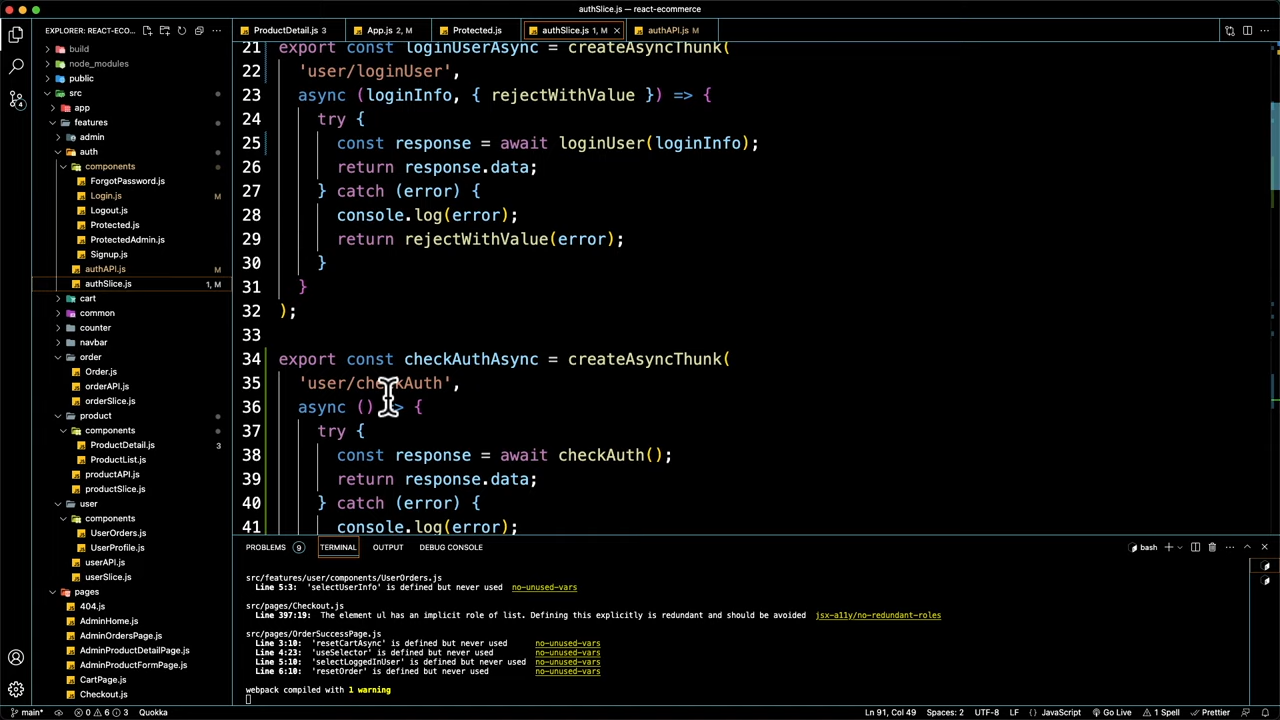 authSlice.js — react-ecommerce
EXPLORER: REACT-ECO...
ProductDetail.js 3
App.js 2, M
Protected.js
authSlice.js 1, M
authAPI.js M
build
node_modules
public
src
app
features
admin
auth
components
ForgotPassword.js
Login.js M
Logout.js
Protected.js
ProtectedAdmin.js
Signup.js
authAPI.js M
authSlice.js 1, M
cart
common
counter
navbar
order
Order.js
orderAPI.js
orderSlice.js
product
components
ProductDetail.js 3
ProductList.js
productAPI.js
productSlice.js
user
components
UserOrders.js
UserProfile.js
userAPI.js
userSlice.js
pages
404.js
AdminHome.js
AdminOrdersPage.js
AdminProductDetailPage.js
AdminProductFormPage.js
CartPage.js
Checkout.js
21 export const loginUserAsync = createAsyncThunk(
22 'user/loginUser',
23 async (loginInfo, { rejectWithValue }) => {
24 try {
25 const response = await loginUser(loginInfo);
26 return response.data;
27 } catch (error) {
28 console.log(error);
29 return rejectWithValue(error);
30 }
31 }
32 );
33
34 export const checkAuthAsync = createAsyncThunk(
35 'user/checkAuth',
36 async () => {
37 try {
38 const response = await checkAuth();
39 return response.data;
40 } catch (error) {
41 console.log(error);
PROBLEMS 9 TERMINAL OUTPUT DEBUG CONSOLE
bash
src/features/user/components/UserOrders.js
Line 5:3: 'selectUserInfo' is defined but never used no-unused-vars
src/pages/Checkout.js
Line 397:19: The element ul has an implicit role of list. Defining this explicitly is redundant and should be avoided jsx-a11y/no-redundant-roles
src/pages/OrderSuccessPage.js
Line 3:10: 'resetCartAsync' is defined but never used no-unused-vars
Line 4:23: 'useSelector' is defined but never used no-unused-vars
Line 5:10: 'selectLoggedInUser' is defined but never used no-unused-vars
Line 6:10: 'resetOrder' is defined but never used no-unused-vars
webpack compiled with 1 warning
main* 0 6 3 Quokka
Ln 91, Col 49 Spaces: 2 UTF-8 LF JavaScript Go Live 1 Spell Prettier